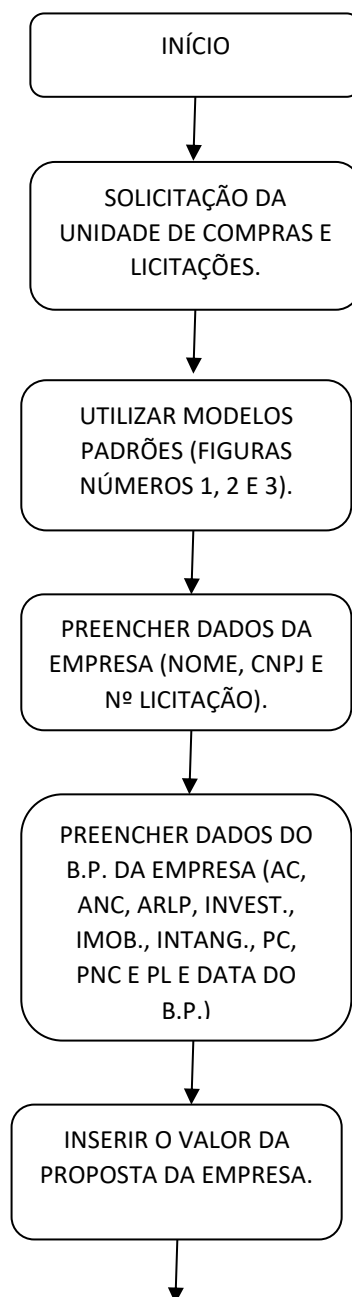 INÍCIO
SOLICITAÇÃO DA
UNIDADE DE COMPRAS E
LICITAÇÕES.
UTILIZAR MODELOS
PADRÕES (FIGURAS
NÚMEROS 1, 2 E 3).
PREENCHER DADOS DA
EMPRESA (NOME, CNPJ E
Nº LICITAÇÃO).
PREENCHER DADOS DO
B.P. DA EMPRESA (AC,
ANC, ARLP, INVEST.,
IMOB., INTANG., PC,
PNC E PL E DATA DO
B.P.)
INSERIR O VALOR DA
PROPOSTA DA EMPRESA.